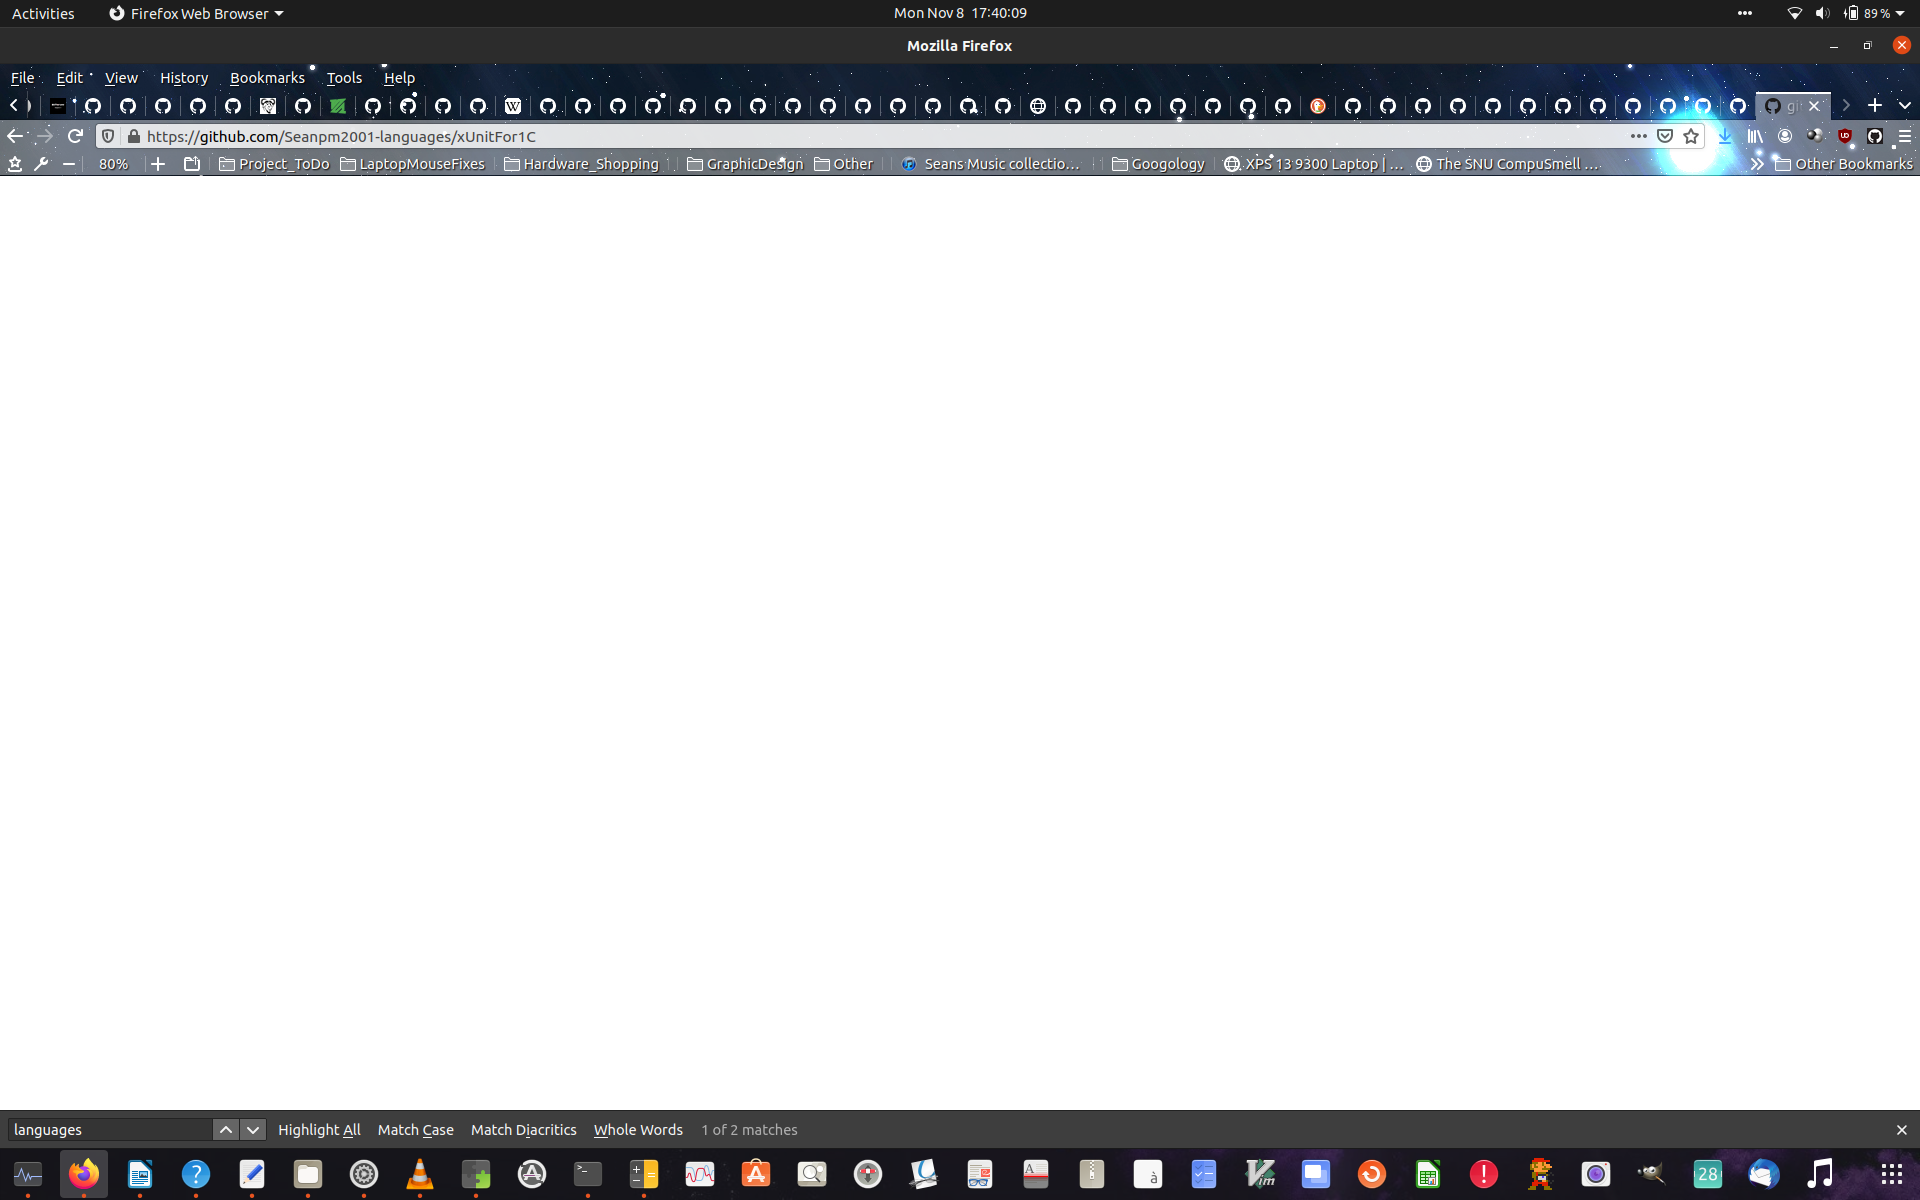 Activities Firefox Web Browser Mon Nov 8 17:40:09 89 %
Mozilla Firefox
File Edit View History Bookmarks Tools Help
https://github.com/Seanpm2001-languages/xUnitFor1C
80% Project_ToDo LaptopMouseFixes Hardware_Shopping GraphicDesign Other Seans Music collectio... Googology XPS 13 9300 Laptop | ... The SNU CompuSmell ... Other Bookmarks
languages Highlight All Match Case Match Diacritics Whole Words 1 of 2 matches
28